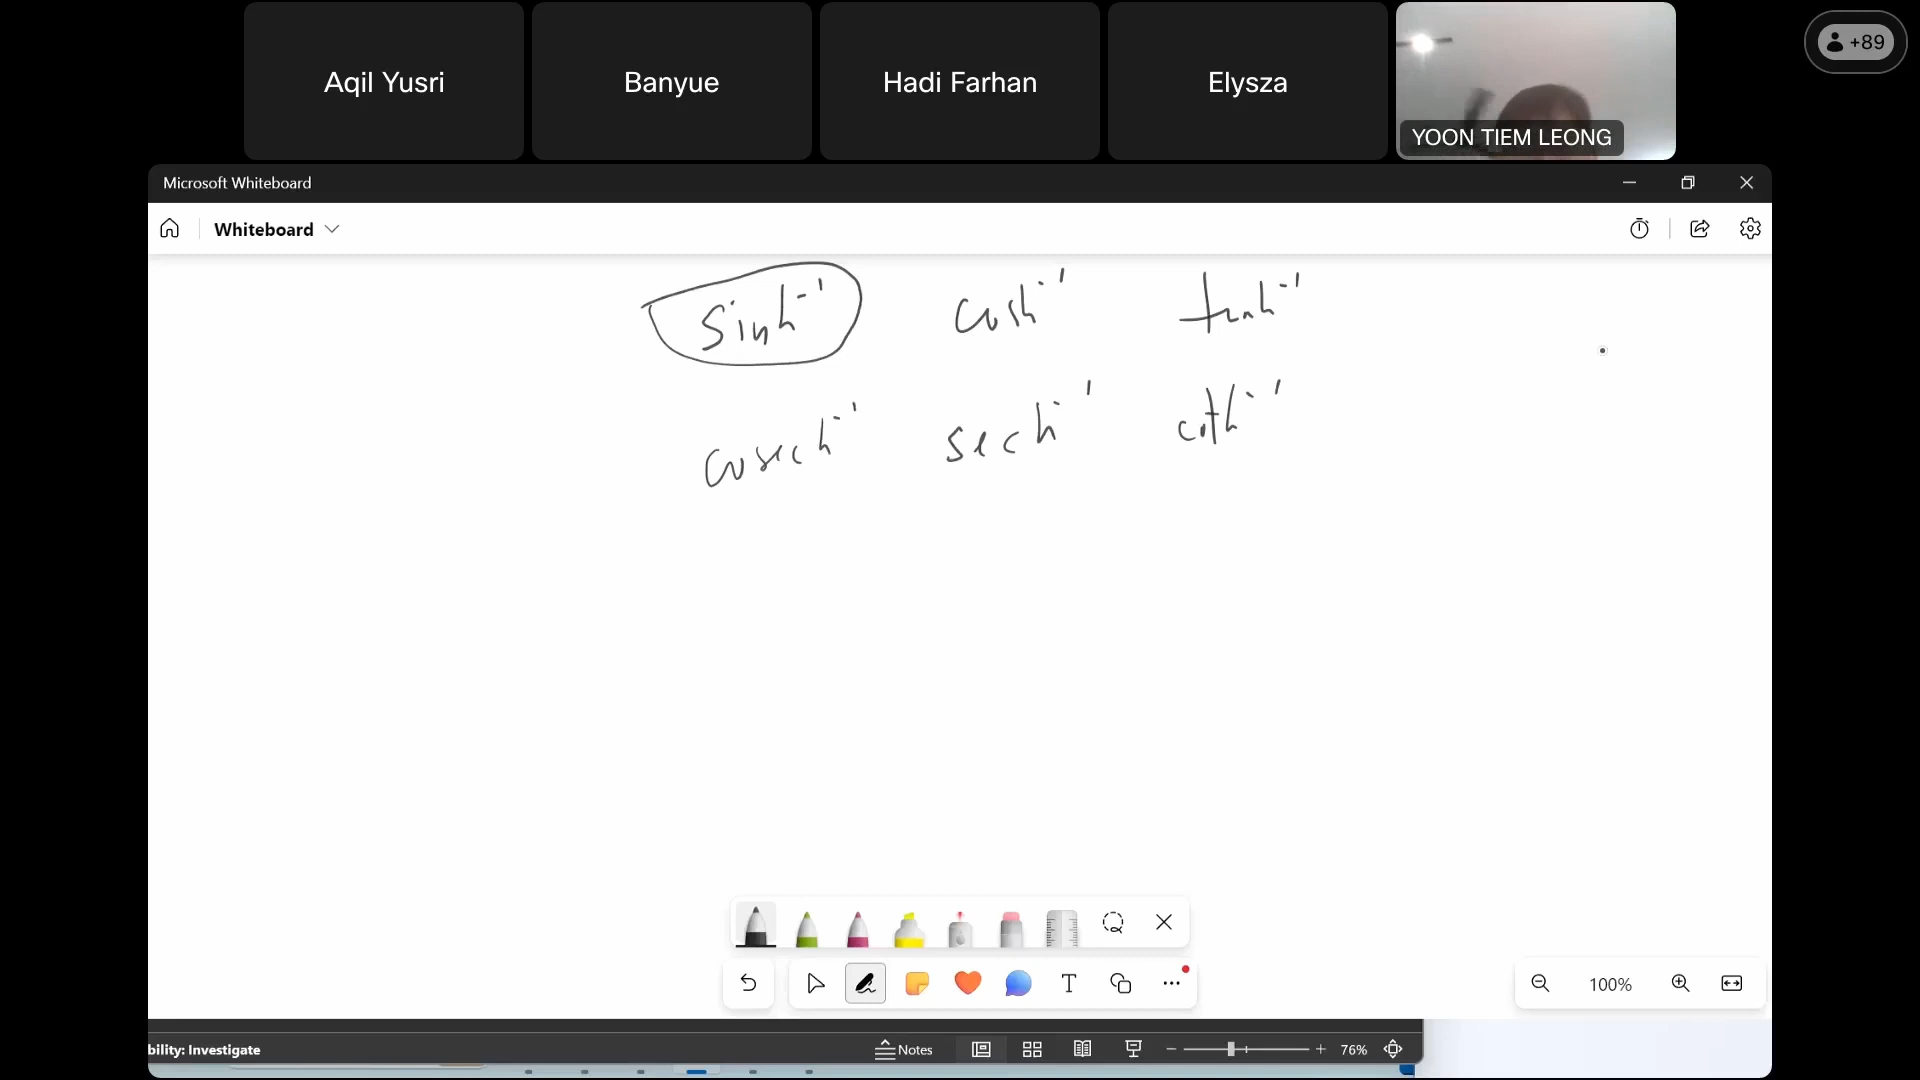 Aqil Yusri
Banyue
Hadi Farhan
Elysza
YOON TIEM LEONG
+89
Microsoft Whiteboard
Whiteboard
sinh⁻¹ cosh⁻¹ tanh⁻¹
cosech⁻¹ sech⁻¹ coth⁻¹
T
100%
bility: Investigate
Notes
76%